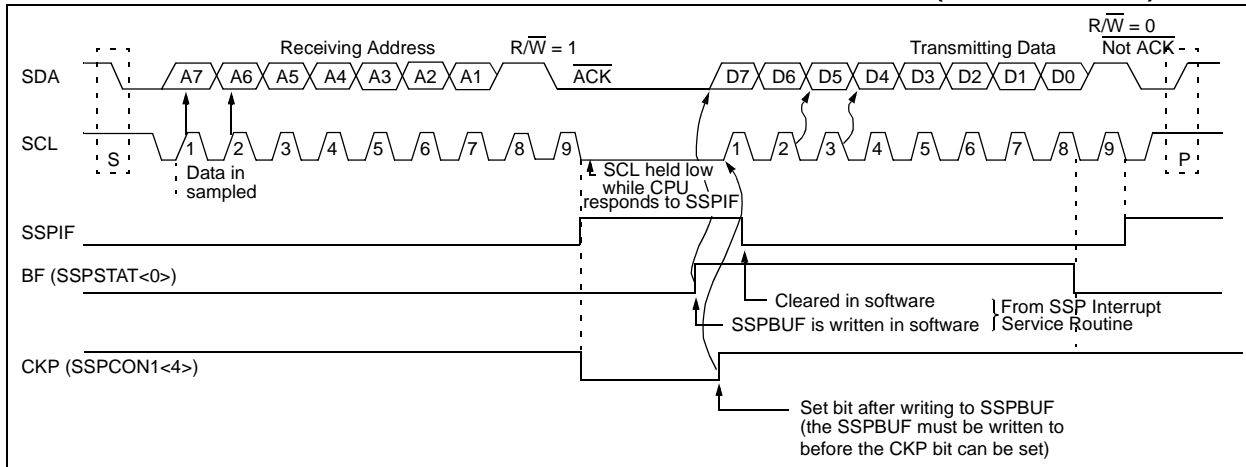 R/W = 0
Receiving Address R/W = 1 Transmitting Data Not ACK
SDA A7 A6 A5 A4 A3 A2 A1 ACK D7 D6 D5 D4 D3 D2 D1 D0
SCL 1 2 3 4 5 6 7 8 9 1 2 3 4 5 6 7 8 9
S P
Data in
sampled
SCL held low
while CPU
responds to SSPIF
SSPIF
BF (SSPSTAT<0>)
Cleared in software
SSPBUF is written in software
From SSP Interrupt
Service Routine
CKP (SSPCON1<4>)
Set bit after writing to SSPBUF
(the SSPBUF must be written to
before the CKP bit can be set)